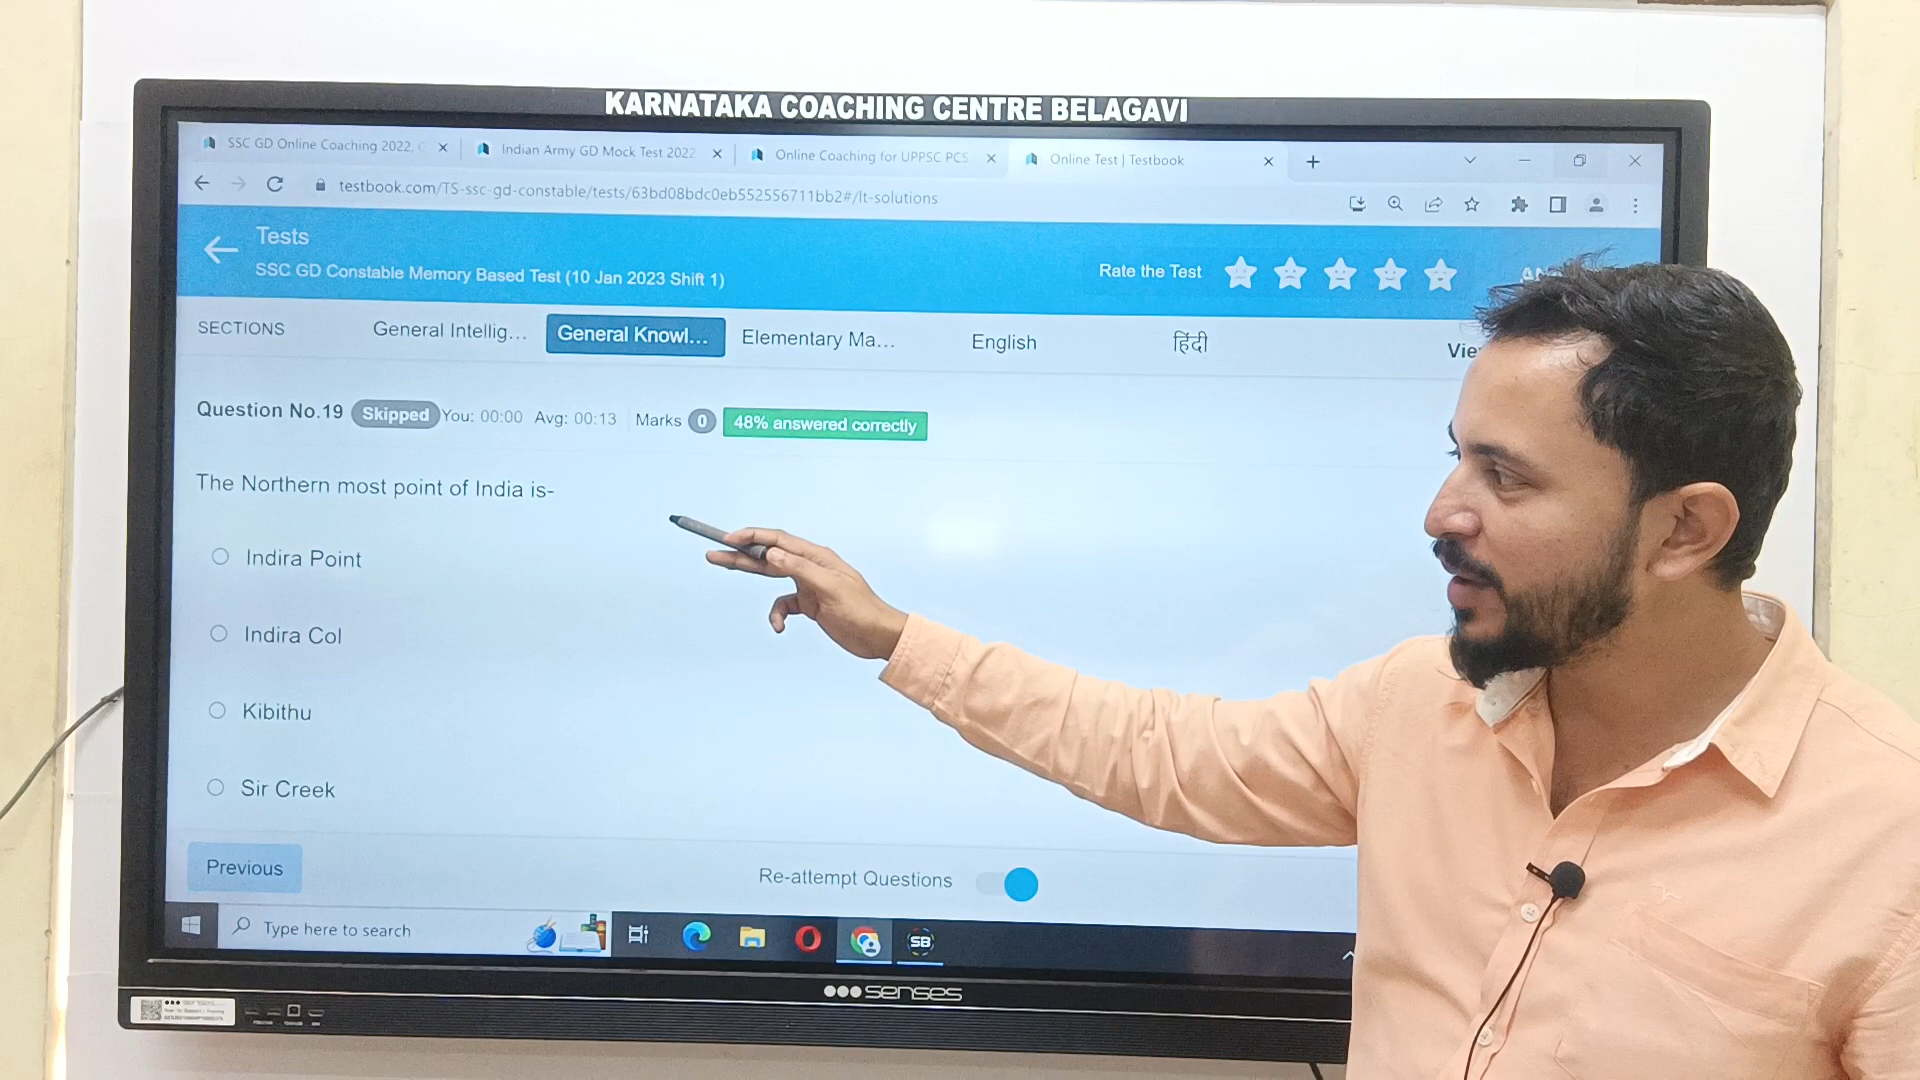 KARNATAKA COACHING CENTRE BELAGAVI
SSC GD Online Coaching 2022,
Indian Army GD Mock Test 2022
Online Coaching for UPPSC PCS
Online Test | Testbook
testbook.com/TS-ssc-gd-constable/tests/63bd08bdc0eb552556711bb2#/lt-solutions
Tests
SSC GD Constable Memory Based Test (10 Jan 2023 Shift 1)
Rate the Test
SECTIONS
General Intellig...
General Knowl...
Elementary Ma...
English
हिंदी
Vie
Question No.19
Skipped
You: 00:00
Avg: 00:13
Marks
0
48% answered correctly
The Northern most point of India is-
Indira Point
Indira Col
Kibithu
Sir Creek
Previous
Re-attempt Questions
Type here to search
SB
senses